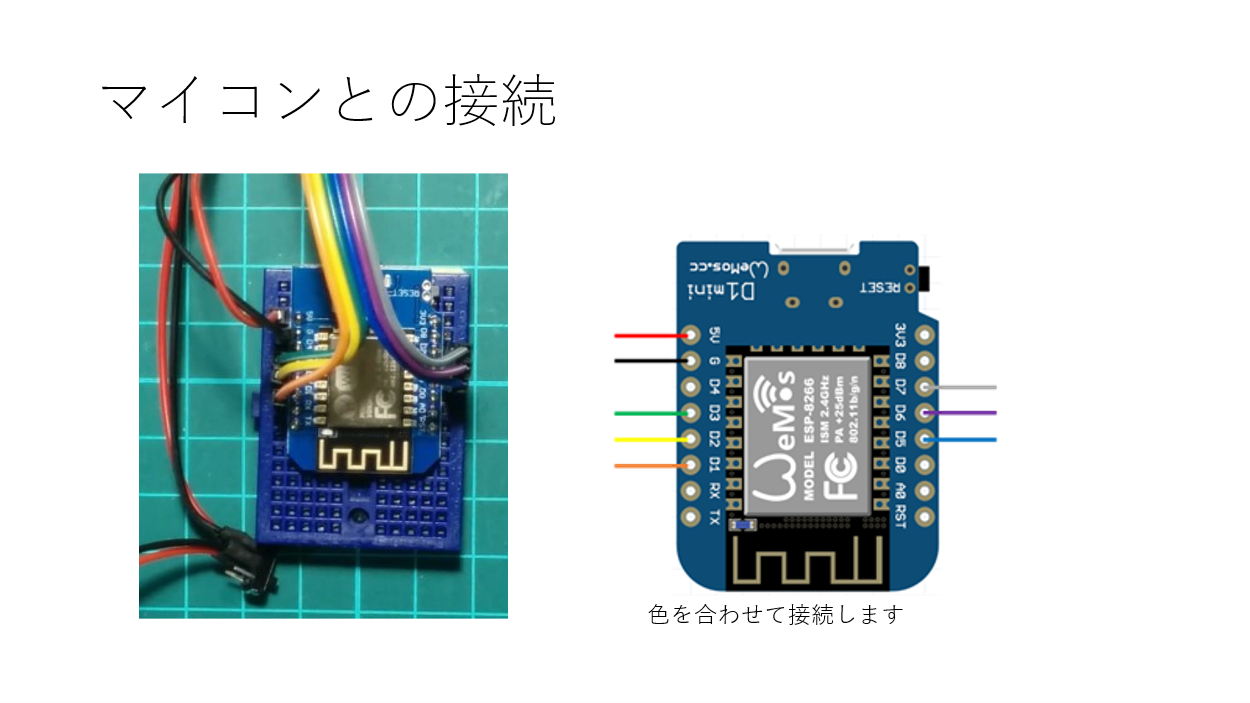 マイコンとの接続
RESET
WeMos.cc
D1mini
RESET
5V
G
D4
D3
D2
D1
RX
TX
3V3
D8
D7
D6
D5
D0
A0
RST
WeMos
MODEL ESP-8266
ISM 2.4GHz
PA +25dBm
802.11b/g/n
FC
色を合わせて接続します